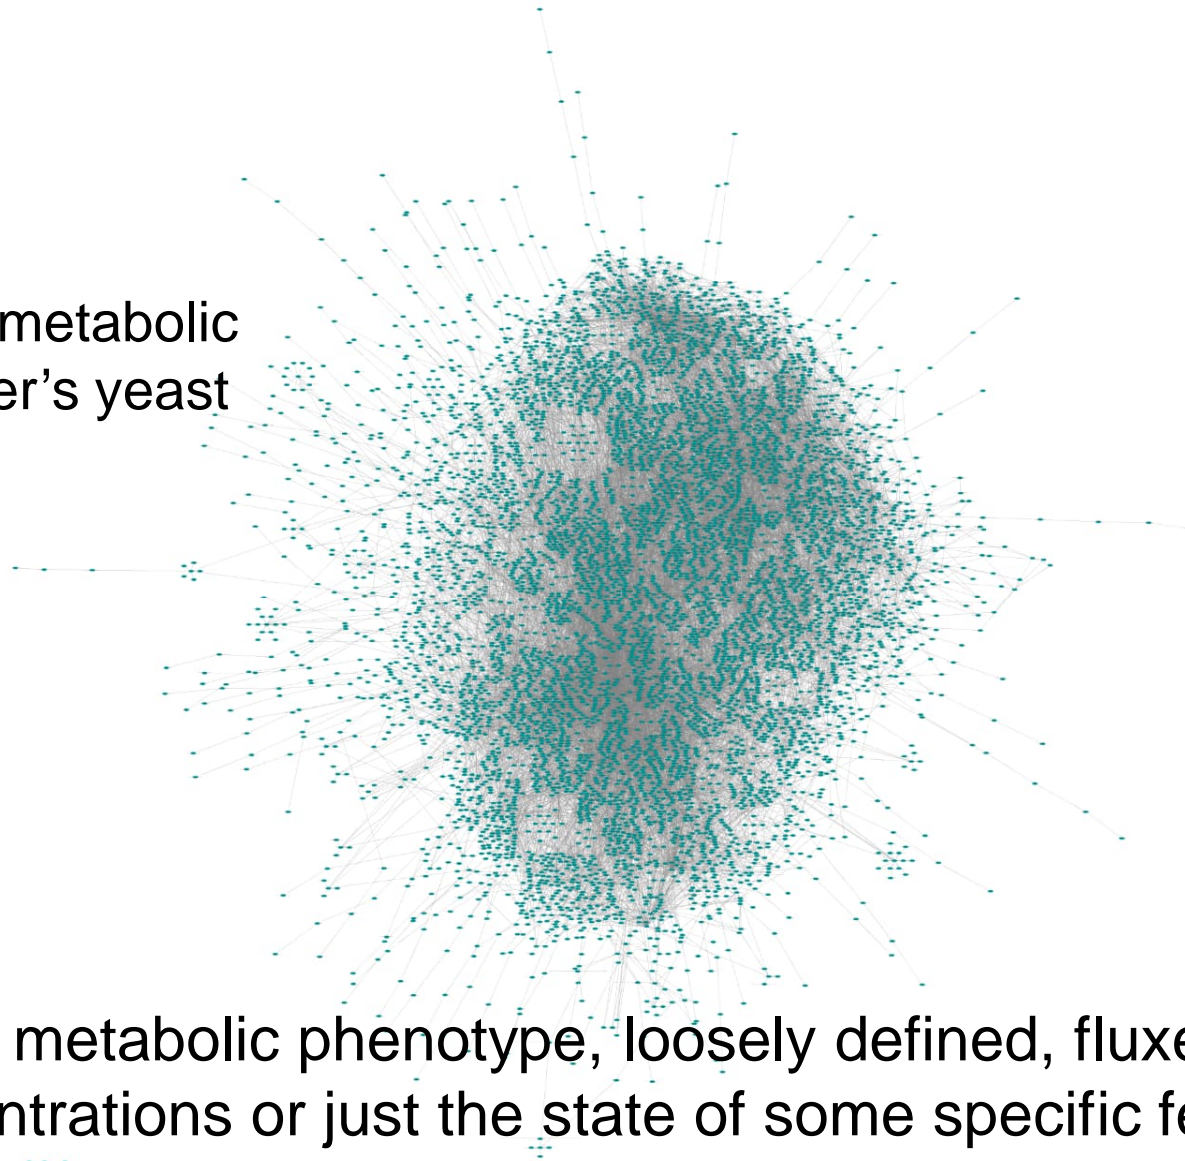 metabolic
er’s yeast
metabolic phenotype, loosely defined, fluxe
ntrations or just the state of some specific fe